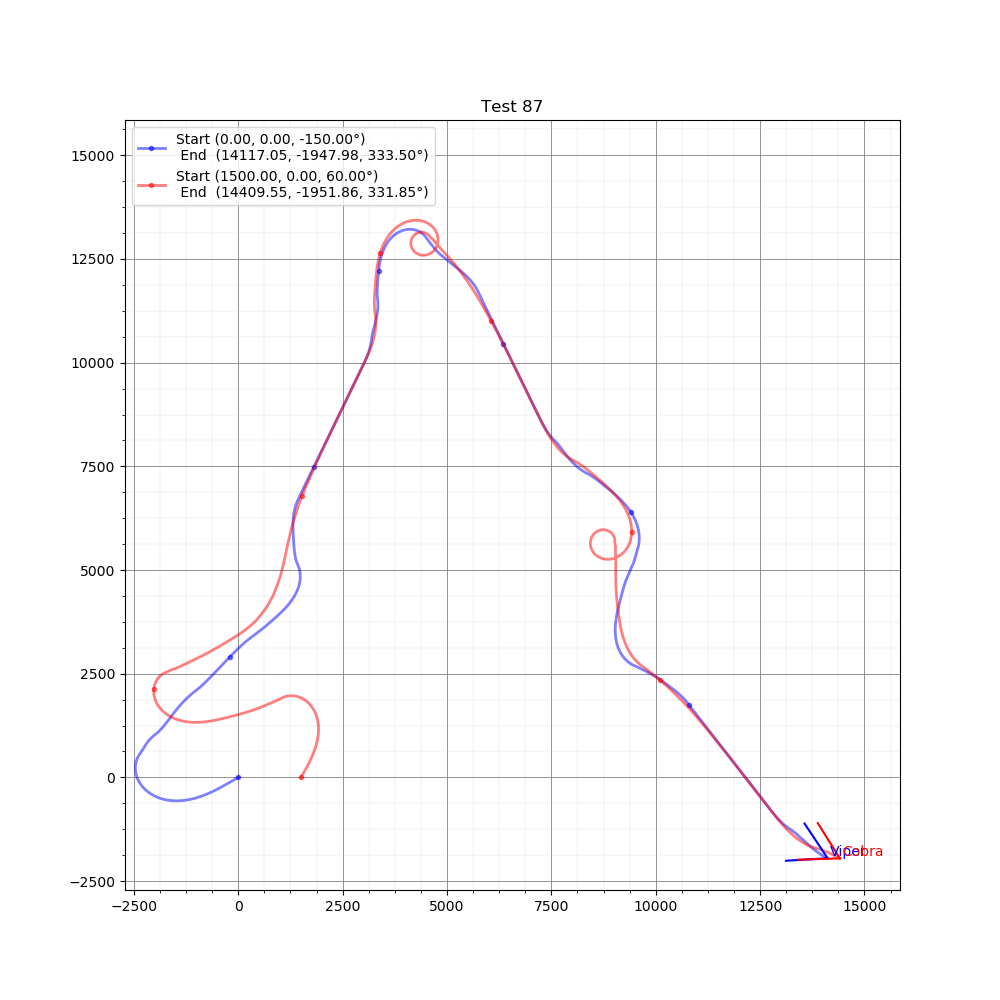 Test 87
Start (0.00, 0.00, -150.00°)
End (14117.05, -1947.98, 333.50°)
Start (1500.00, 0.00, 60.00°)
End (14409.55, -1951.86, 331.85°)
15000
12500
10000
7500
5000
2500
0
−2500
Viper
Cobra
−2500 0 2500 5000 7500 10000 12500 15000